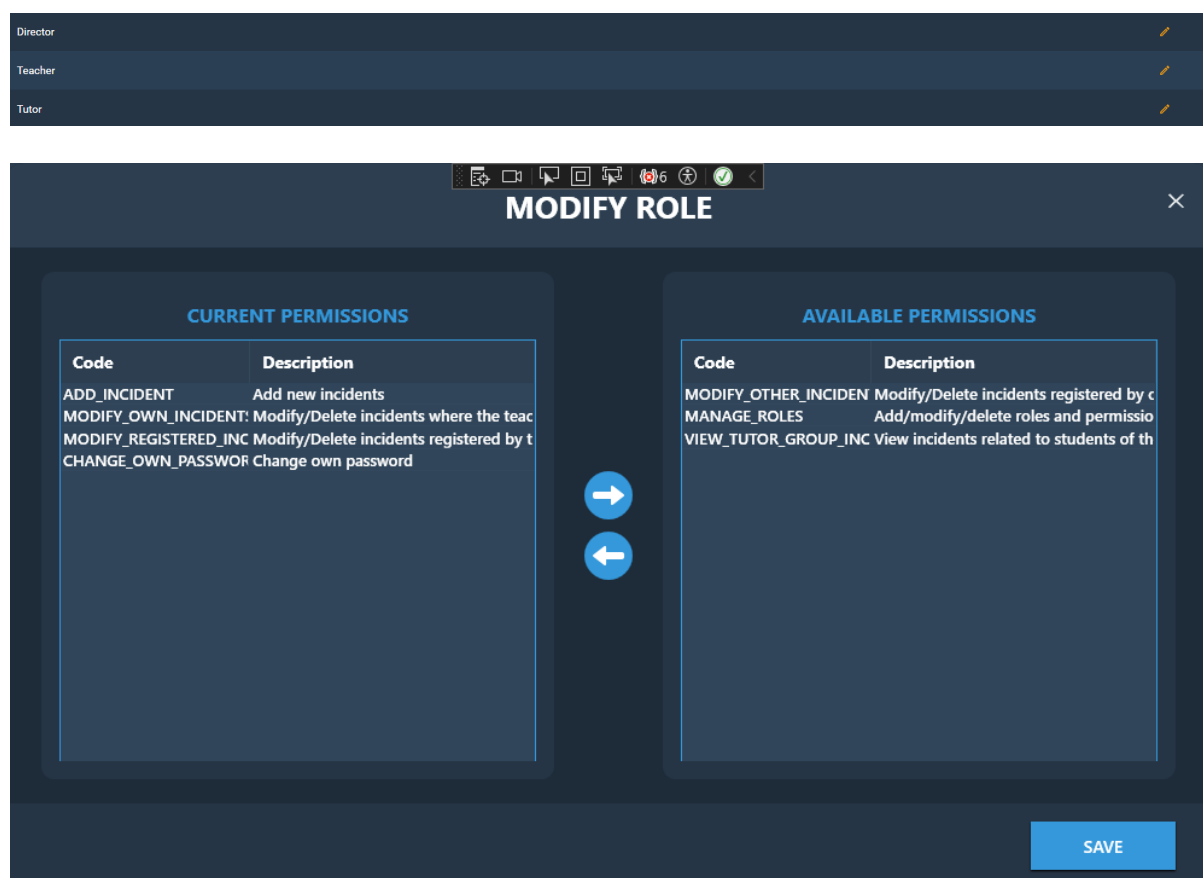 Director
Teacher
Tutor
6
MODIFY ROLE
CURRENT PERMISSIONS
Code Description
ADD_INCIDENT Add new incidents
MODIFY_OWN_INCIDENT Modify/Delete incidents where the teac
MODIFY_REGISTERED_INC Modify/Delete incidents registered by t
CHANGE_OWN_PASSWOR Change own password
AVAILABLE PERMISSIONS
Code Description
MODIFY_OTHER_INCIDEN Modify/Delete incidents registered by
MANAGE_ROLES Add/modify/delete roles and permissio
VIEW_TUTOR_GROUP_INC View incidents related to students of th
SAVE